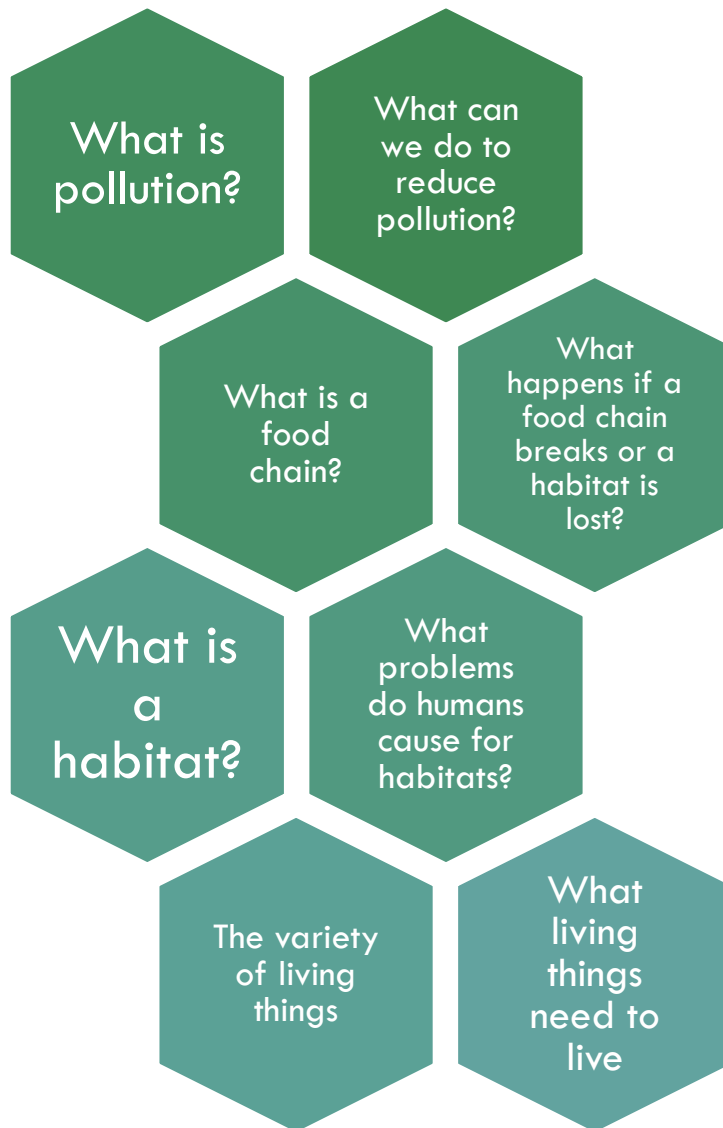 What is
pollution?
What can
we do to
reduce
pollution?
What is a
food
chain?
What
happens if a
food chain
breaks or a
habitat is
lost?
What is
a
habitat?
What
problems
do humans
cause for
habitats?
The variety
of living
things
What
living
things
need to
live